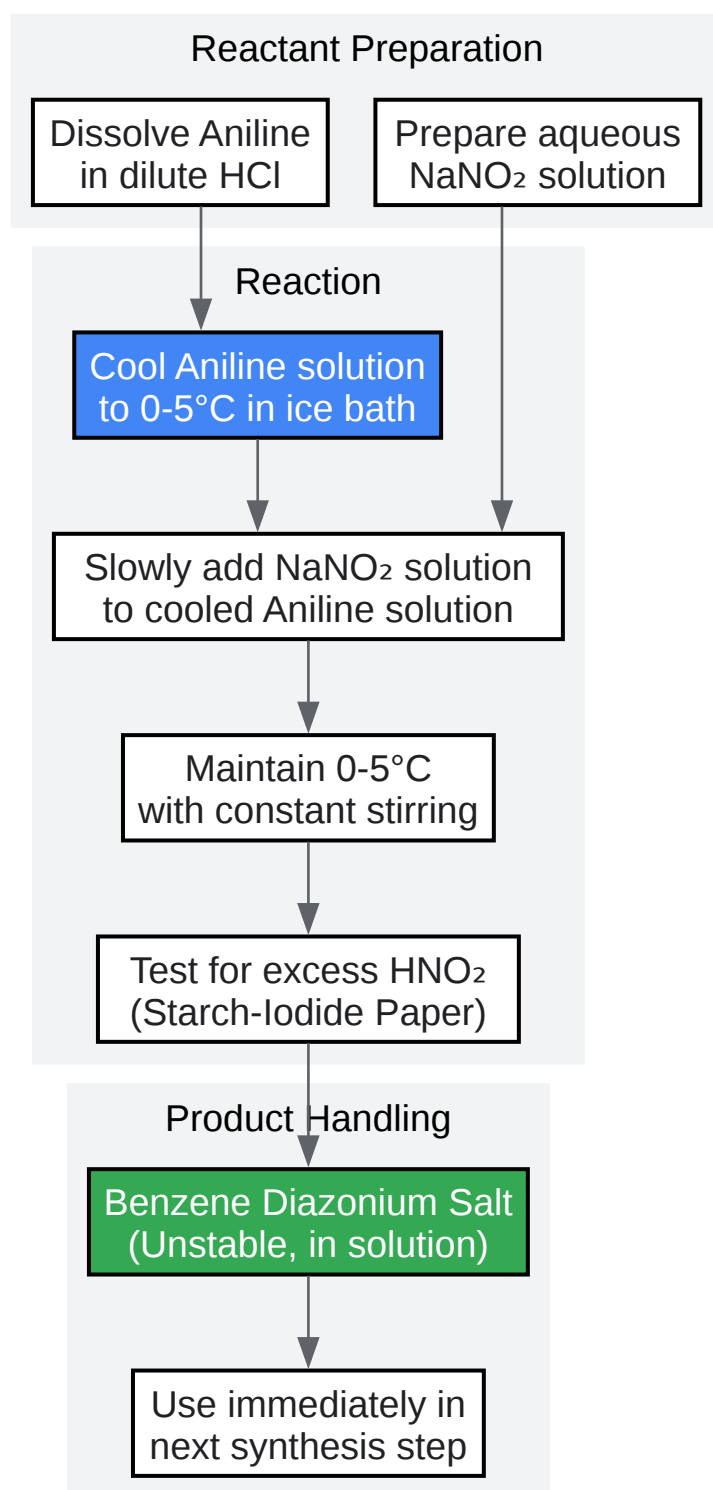 Reactant Preparation
Dissolve Aniline
in dilute HCl
Prepare aqueous
NaNO₂ solution
Reaction
Cool Aniline solution
to 0-5°C in ice bath
Slowly add NaNO₂ solution
to cooled Aniline solution
Maintain 0-5°C
with constant stirring
Test for excess HNO₂
(Starch-Iodide Paper)
Product Handling
Benzene Diazonium Salt
(Unstable, in solution)
Use immediately in
next synthesis step